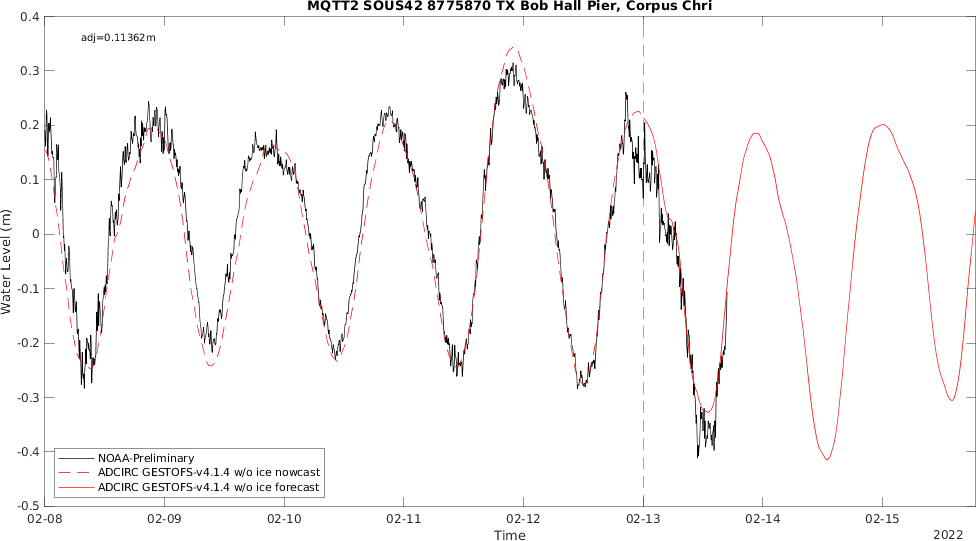 MQTT2 SOUS42 8775870 TX Bob Hall Pier, Corpus Chri
adj=0.11362m
0.4
0.3
0.2
0.1
0
-0.1
-0.2
-0.3
-0.4
-0.5
Water Level (m)
NOAA-Preliminary
ADCIRC GESTOFS-v4.1.4 w/o ice nowcast
ADCIRC GESTOFS-v4.1.4 w/o ice forecast
02-08 02-09 02-10 02-11 02-12 02-13 02-14 02-15
Time
2022